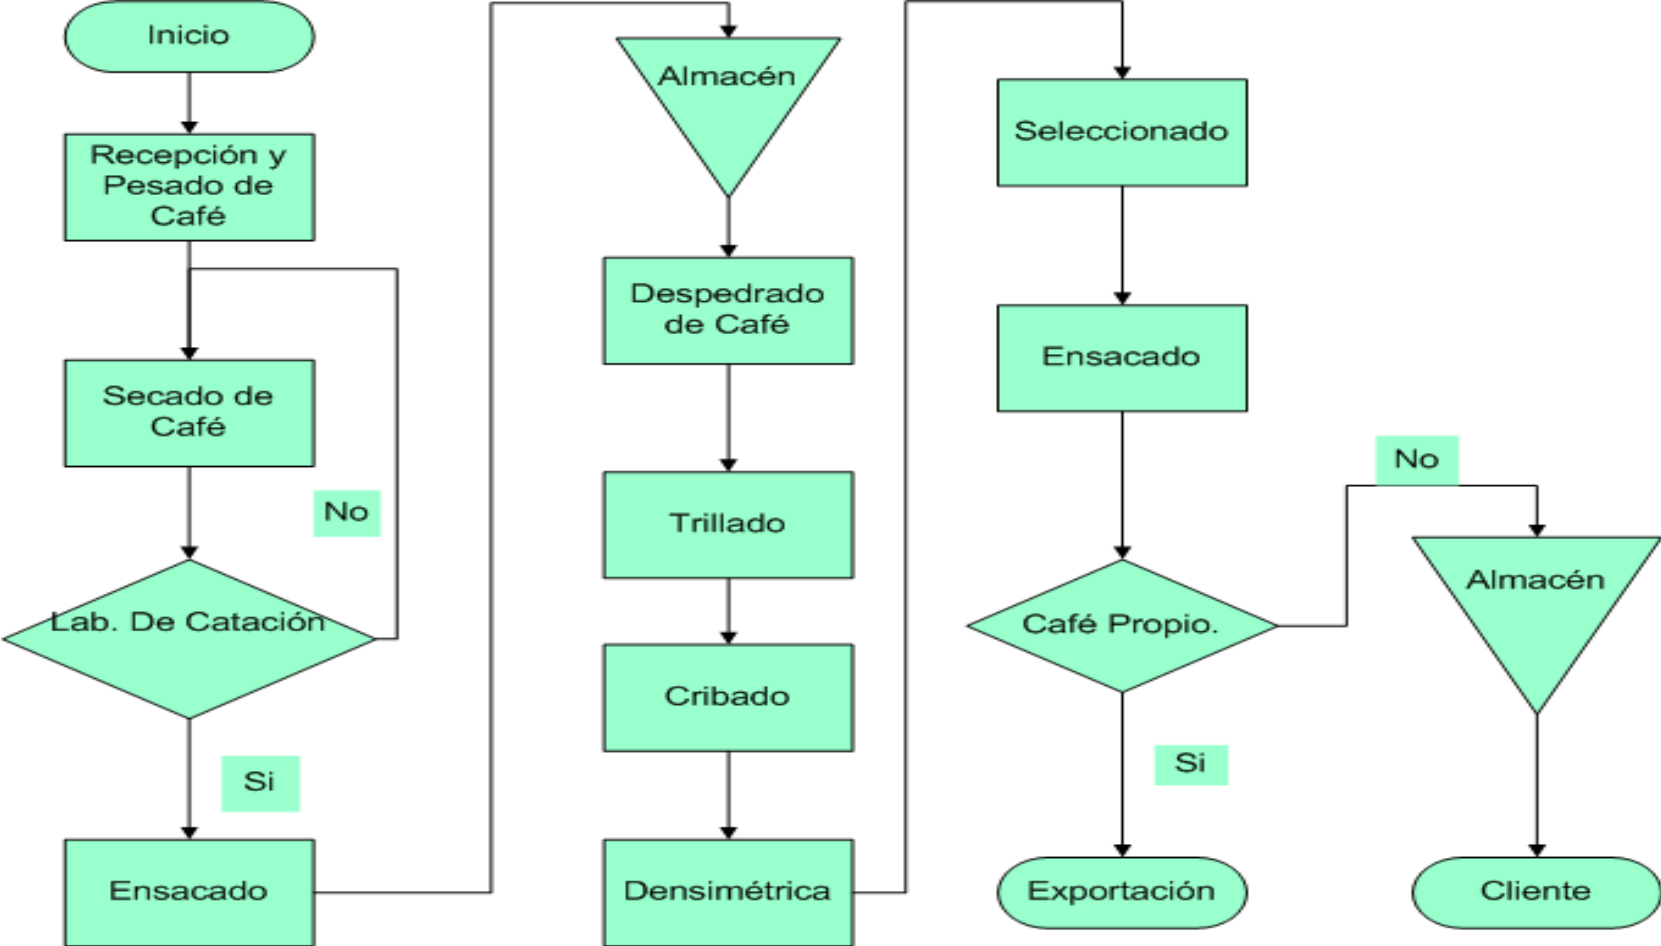 Inicio
Recepción y
Pesado de
Café
Secado de
Café
No
Lab. De Catación
Si
Ensacado
Almacén
Despedrado
de Café
Trillado
Cribado
Densimétrica
Seleccionado
Ensacado
Café Propio.
No
Si
Exportación
Almacén
Cliente